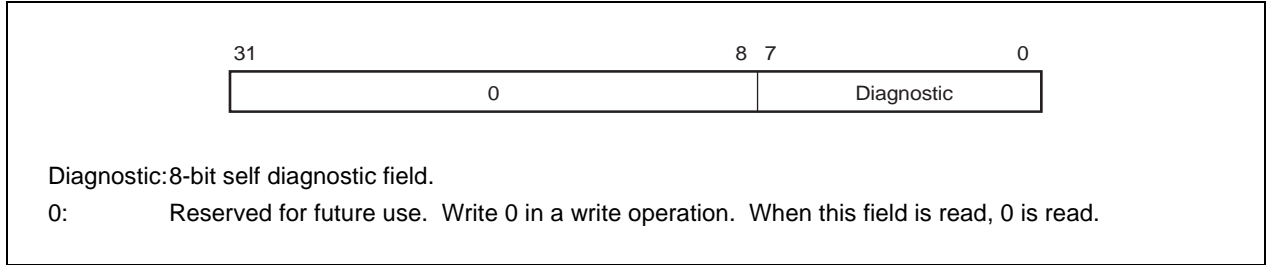 31 8 7 0
0 Diagnostic
Diagnostic:8-bit self diagnostic field.
0: Reserved for future use. Write 0 in a write operation. When this field is read, 0 is read.